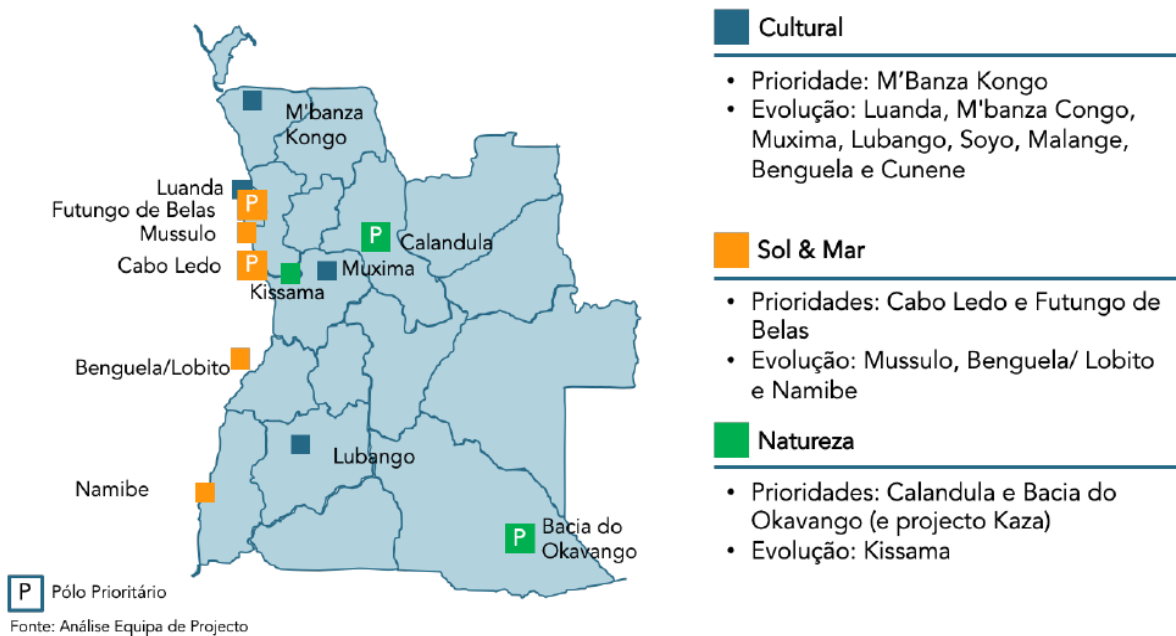 M'banza
Kongo
Luanda
Futungo de Belas
P
Mussulo
P
Calandula
Cabo Ledo
P
Muxima
Kissama
Benguela/Lobito
Lubango
Namibe
P
Bacia do
Okavango
P
Pólo Prioritário
Fonte: Análise Equipa de Projecto
Cultural
• Prioridade: M’Banza Kongo
• Evolução: Luanda, M'banza Congo,
Muxima, Lubango, Soyo, Malange,
Benguela e Cunene
Sol & Mar
• Prioridades: Cabo Ledo e Futungo de
Belas
• Evolução: Mussulo, Benguela/ Lobito
e Namibe
Natureza
• Prioridades: Calandula e Bacia do
Okavango (e projecto Kaza)
• Evolução: Kissama